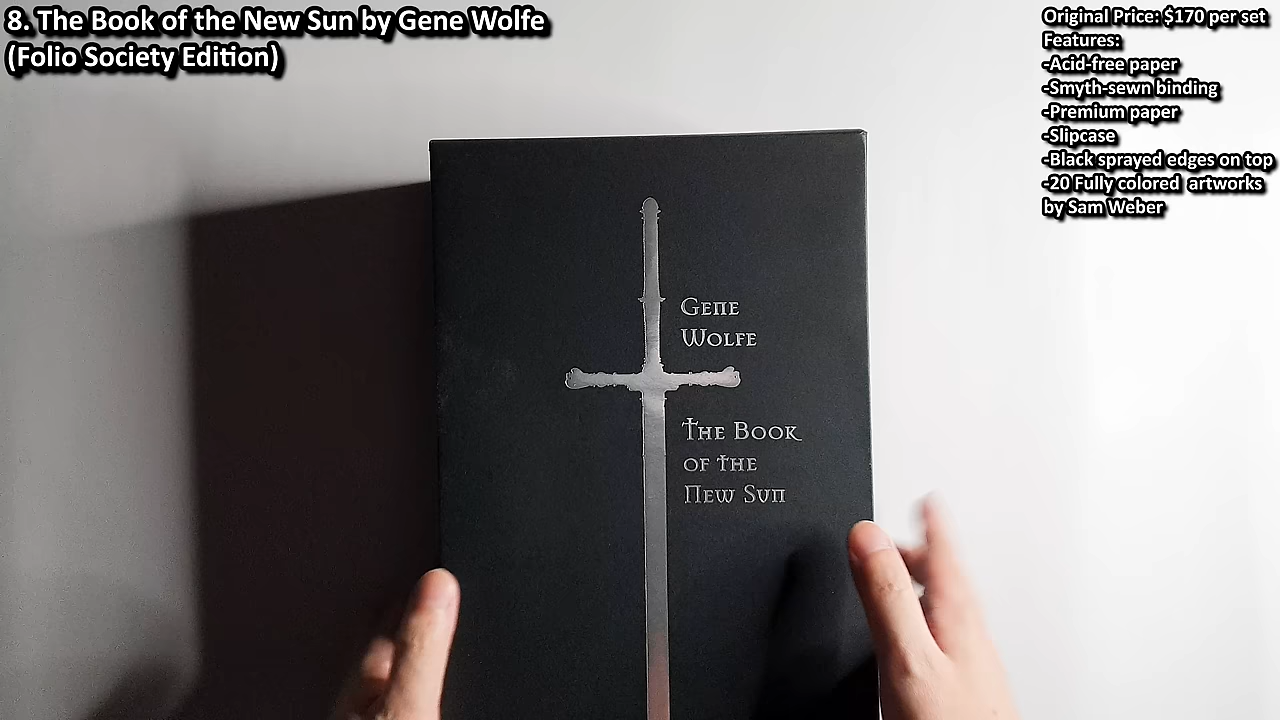 8. The Book of the New Sun by Gene Wolfe
(Folio Society Edition)
Original Price: $170 per set
Features:
-Acid-free paper
-Smyth-sewn binding
-Premium paper
-Slipcase
-Black sprayed edges on top
-20 Fully colored artworks
by Sam Weber
Gene
Wolfe
The Book
of the
New Sun